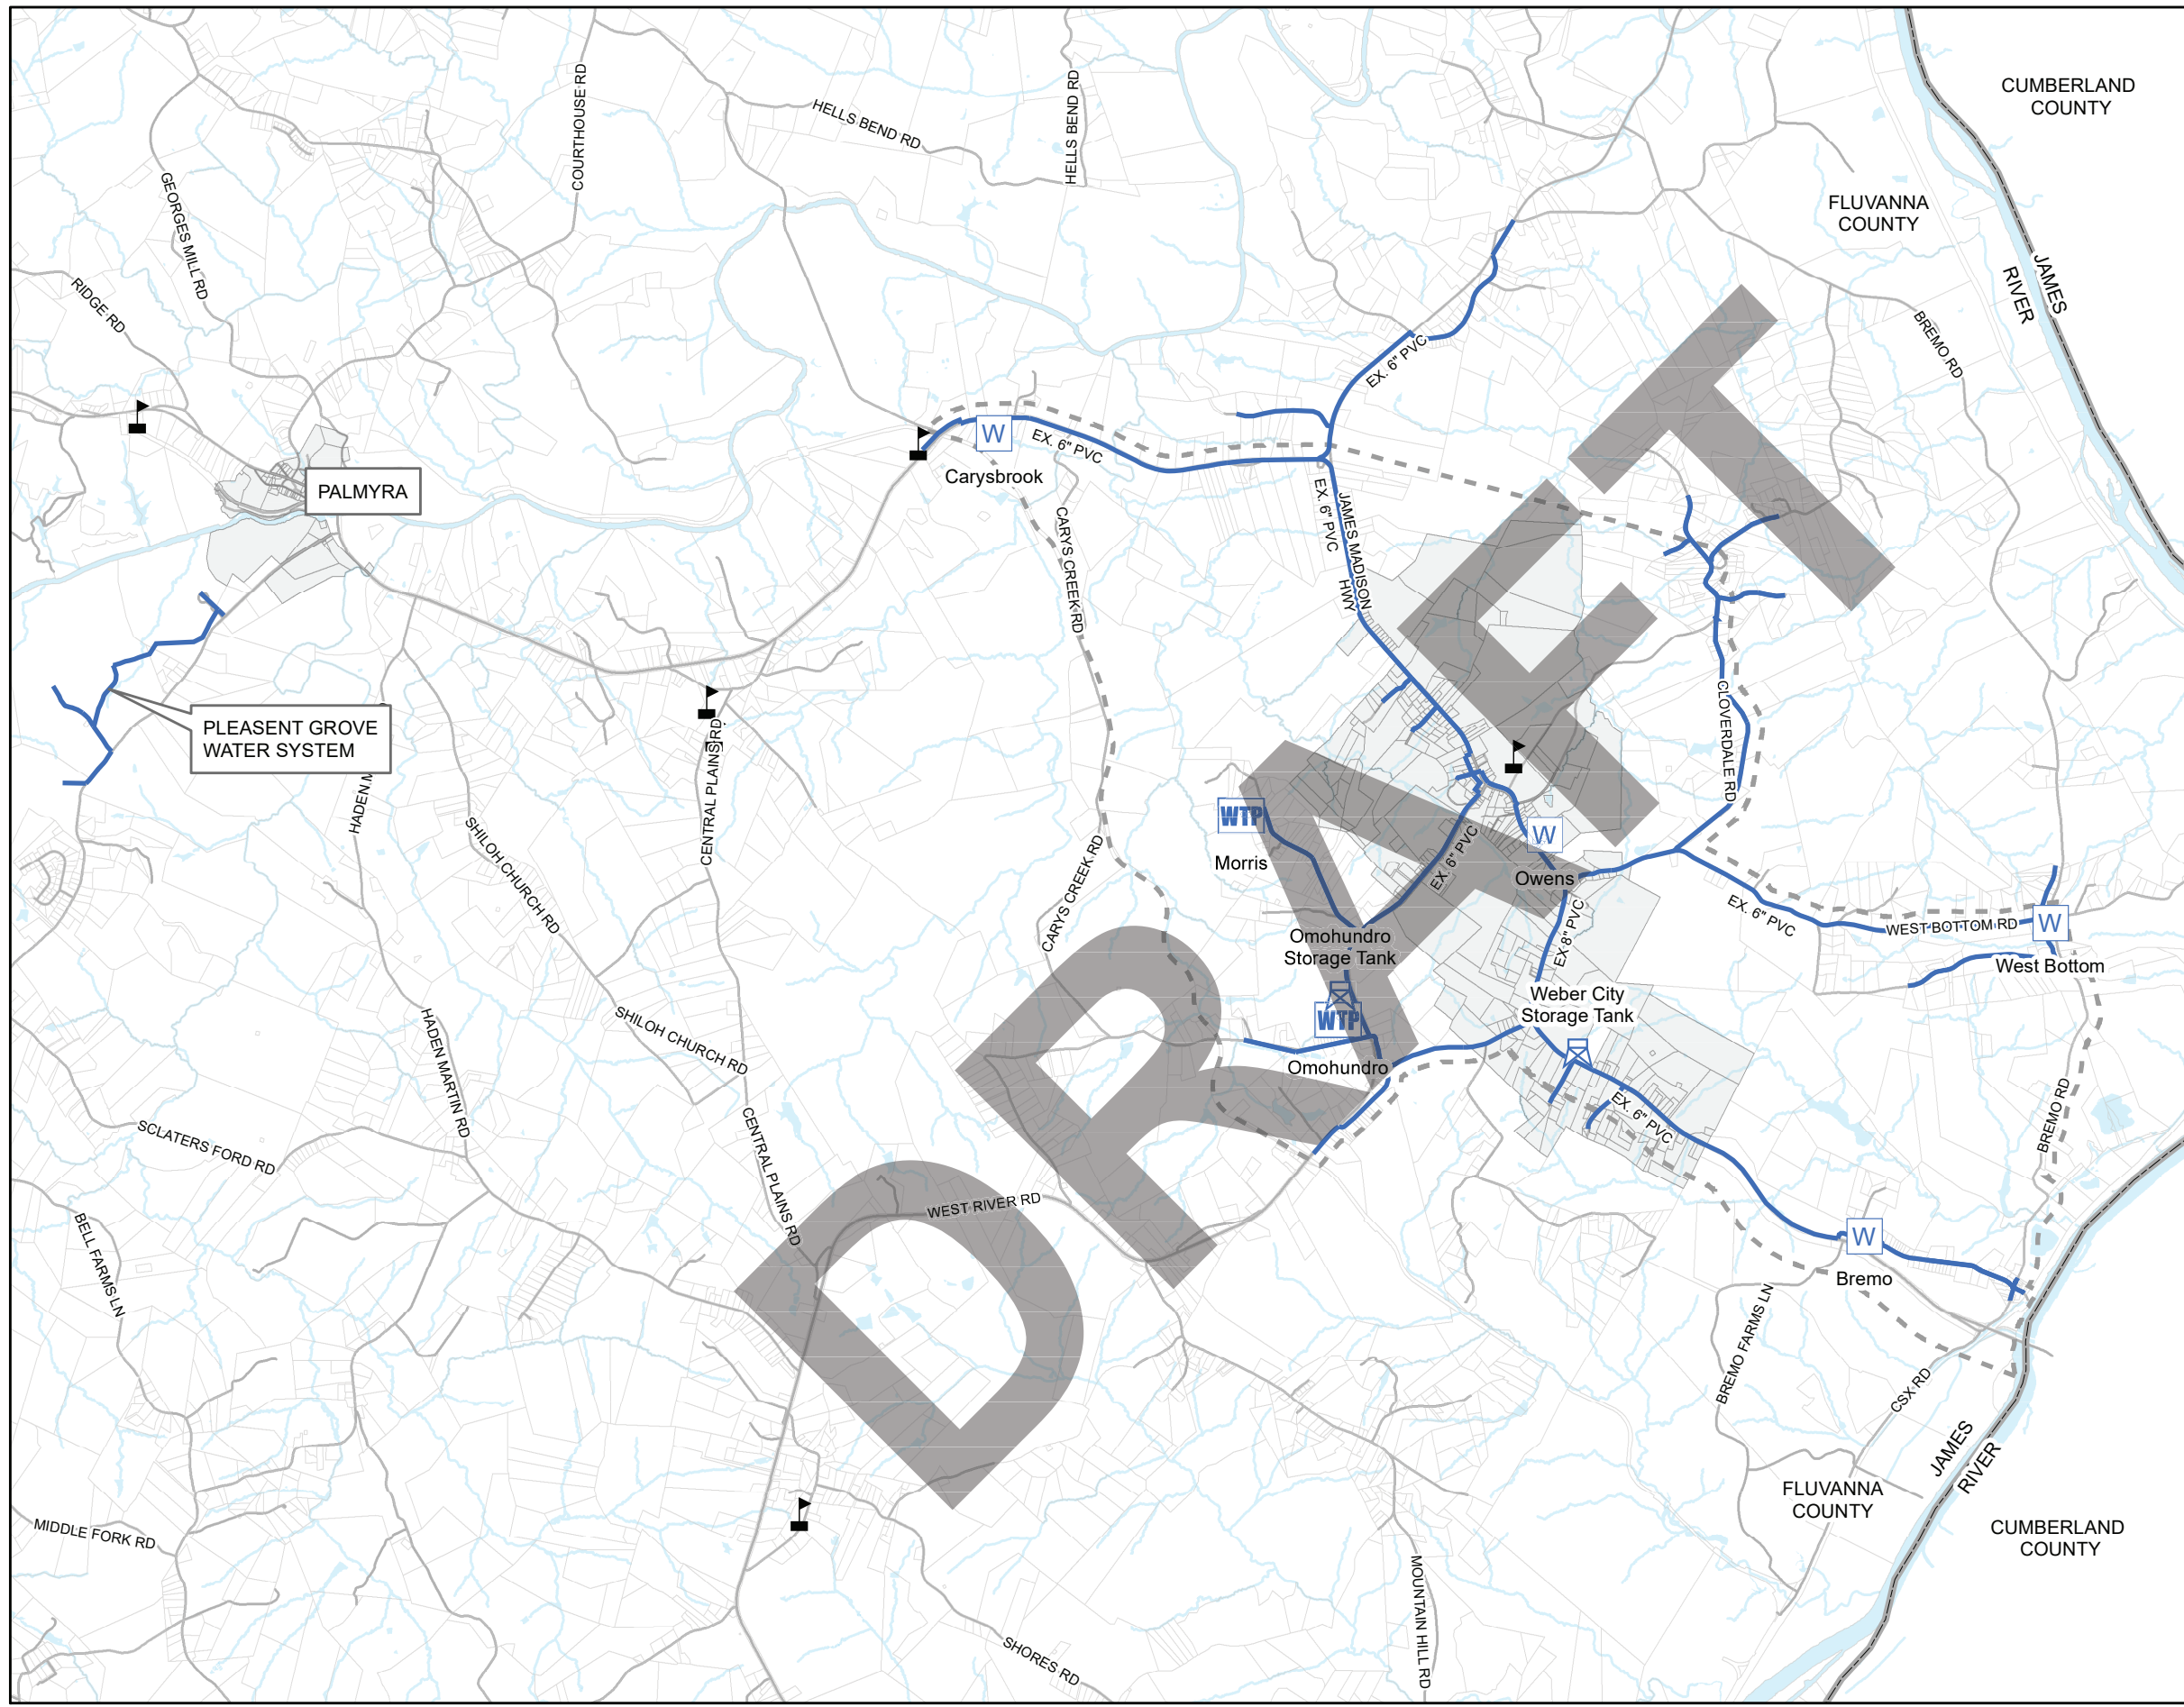 CUMBERLAND
COUNTY
COURTHOUSE RD
HELLS BEND RD
HELLS BEND RD
GEORGES MILL RD
FLUVANNA
COUNTY
JAMES
RIVER
RIDGE RD
BREMO RD
EX. 6" PVC
W
Carysbrook
EX. 6" PVC
PALMYRA
EX. 6" PVC
JAMES MADISON
HWY
CARYS CREEK RD
PLEASENT GROVE
WATER SYSTEM
HADEN M
CENTRAL PLAINS RD
CLOVERDALE RD
SHILOH CHURCH RD
WTP
Morris
EX. 6" PVC
W
Owens
CARYS CREEK RD
EX. 6" PVC
WEST BOTTOM RD
W
West Bottom
EX 8" PVC
Omohundro
Storage Tank
WTP
Omohundro
Weber City
Storage Tank
SHILOH CHURCH RD
HADEN MARTIN RD
EX. 6" PVC
BREMO RD
SCLATERS FORD RD
CENTRAL PLAINS RD
WEST RIVER RD
BELL FARMS LN
W
Bremo
BREMO FARMS LN
CSX RD
JAMES
RIVER
FLUVANNA
COUNTY
CUMBERLAND
COUNTY
MIDDLE FORK RD
SHORES RD
MOUNTAIN HILL RD
DRAFT